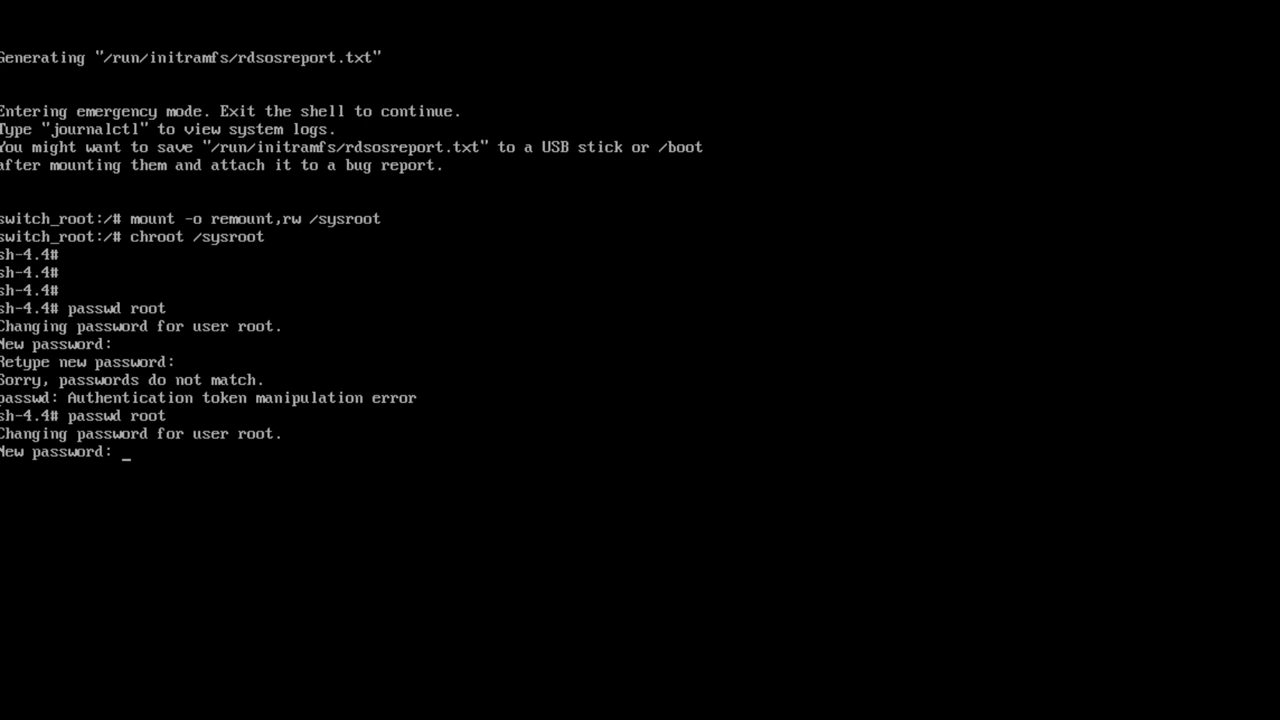 Generating "/run/initramfs/rdsosreport.txt"
Entering emergency mode. Exit the shell to continue.
Type "journalctl" to view system logs.
You might want to save "/run/initramfs/rdsosreport.txt" to a USB stick or /boot
after mounting them and attach it to a bug report.
switch_root:/# mount -o remount,rw /sysroot
switch_root:/# chroot /sysroot
sh-4.4#
sh-4.4#
sh-4.4#
sh-4.4# passwd root
Changing password for user root.
New password:
Retype new password:
Sorry, passwords do not match.
passwd: Authentication token manipulation error
sh-4.4# passwd root
Changing password for user root.
New password: _